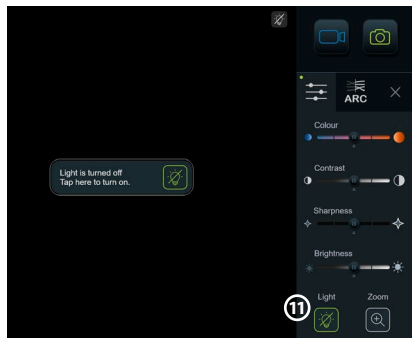 ARC
Colour
Light is turned off
Tap here to turn on.
Contrast
Sharpness
Brightness
11
Light
Zoom